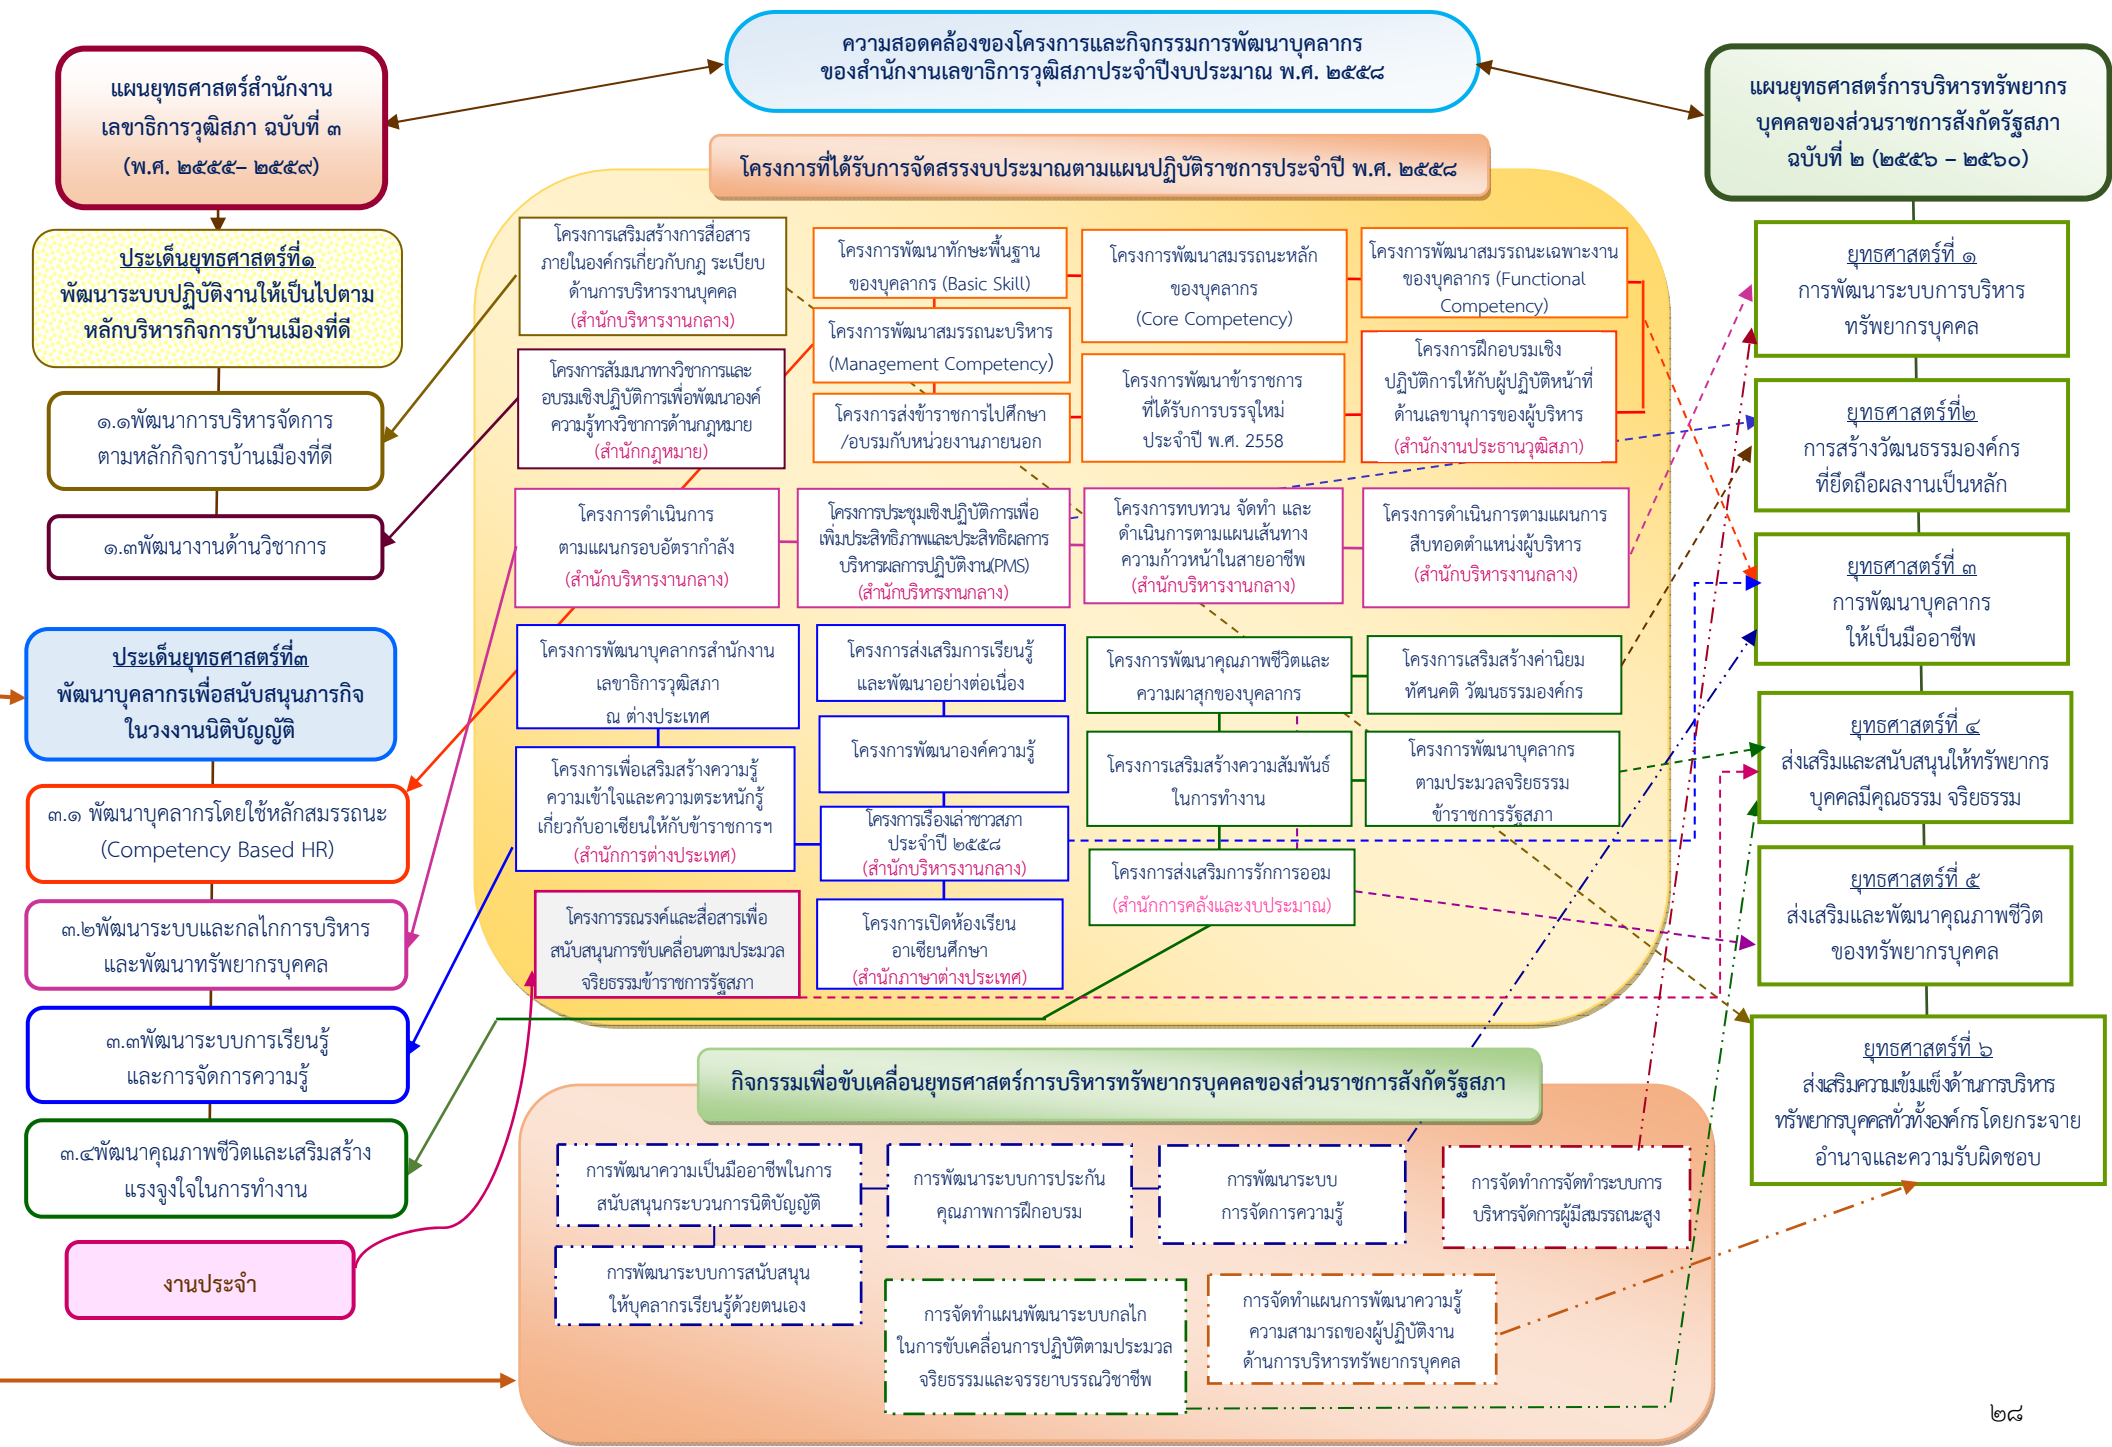 ความสอดคล้องของโครงการและกิจกรรมการพัฒนาบุคลากร
ของสำนักงานเลขาธิการวุฒิสภาประจำปีงบประมาณ พ.ศ. ๒๕๕๘
แผนยุทธศาสตร์สำนักงาน
เลขาธิการวุฒิสภา ฉบับที่ ๓
(พ.ศ. ๒๕๕๕– ๒๕๕๙)
ประเด็นยุทธศาสตร์ที่๑
พัฒนาระบบปฏิบัติงานให้เป็นไปตาม
หลักบริหารกิจการบ้านเมืองที่ดี
๑.๑พัฒนาการบริหารจัดการ
ตามหลักกิจการบ้านเมืองที่ดี
๑.๓พัฒนางานด้านวิชาการ
ประเด็นยุทธศาสตร์ที่๓
พัฒนาบุคลากรเพื่อสนับสนุนภารกิจ
ในวงงานนิติบัญญัติ
๓.๑ พัฒนาบุคลากรโดยใช้หลักสมรรถนะ
(Competency Based HR)
๓.๒พัฒนาระบบและกลไกการบริหาร
และพัฒนาทรัพยากรบุคคล
๓.๓พัฒนาระบบการเรียนรู้
และการจัดการความรู้
๓.๔พัฒนาคุณภาพชีวิตและเสริมสร้าง
แรงจูงใจในการทำงาน
งานประจำ
โครงการที่ได้รับการจัดสรรงบประมาณตามแผนปฏิบัติราชการประจำปี พ.ศ. ๒๕๕๘
โครงการเสริมสร้างการสื่อสาร
ภายในองค์กรเกี่ยวกับกฎ ระเบียบ
ด้านการบริหารงานบุคคล
(สำนักบริหารงานกลาง)
โครงการพัฒนาทักษะพื้นฐาน
ของบุคลากร (Basic Skill)
โครงการพัฒนาสมรรถนะหลัก
ของบุคลากร
(Core Competency)
โครงการพัฒนาสมรรถนะเฉพาะงาน
ของบุคลากร (Functional
Competency)
โครงการพัฒนาสมรรถนะบริหาร
(Management Competency)
โครงการสัมมนาทางวิชาการและ
อบรมเชิงปฏิบัติการเพื่อพัฒนาองค์
ความรู้ทางวิชาการด้านกฎหมาย
(สำนักกฎหมาย)
โครงการส่งข้าราชการไปศึกษา
/อบรมกับหน่วยงานภายนอก
โครงการพัฒนาข้าราชการ
ที่ได้รับการบรรจุใหม่
ประจำปี พ.ศ. 2558
โครงการฝึกอบรมเชิง
ปฏิบัติการให้กับผู้ปฏิบัติหน้าที่
ด้านเลขานุการของผู้บริหาร
(สำนักงานประธานวุฒิสภา)
โครงการดำเนินการ
ตามแผนกรอบอัตรากำลัง
(สำนักบริหารงานกลาง)
โครงการประชุมเชิงปฏิบัติการเพื่อ
เพิ่มประสิทธิภาพและประสิทธิผลการ
บริหารผลการปฏิบัติงาน(PMS)
(สำนักบริหารงานกลาง)
โครงการทบทวน จัดทำ และ
ดำเนินการตามแผนเส้นทาง
ความก้าวหน้าในสายอาชีพ
(สำนักบริหารงานกลาง)
โครงการดำเนินการตามแผนการ
สืบทอดตำแหน่งผู้บริหาร
(สำนักบริหารงานกลาง)
โครงการพัฒนาบุคลากรสำนักงาน
เลขาธิการวุฒิสภา
ณ ต่างประเทศ
โครงการส่งเสริมการเรียนรู้
และพัฒนาอย่างต่อเนื่อง
โครงการพัฒนาคุณภาพชีวิตและ
ความผาสุกของบุคลากร
โครงการเสริมสร้างค่านิยม
ทัศนคติ วัฒนธรรมองค์กร
โครงการเพื่อเสริมสร้างความรู้
ความเข้าใจและความตระหนักรู้
เกี่ยวกับอาเซียนให้กับข้าราชการฯ
(สำนักการต่างประเทศ)
โครงการพัฒนาองค์ความรู้
โครงการเสริมสร้างความสัมพันธ์
ในการทำงาน
โครงการพัฒนาบุคลากร
ตามประมวลจริยธรรม
ข้าราชการรัฐสภา
โครงการเรื่องเล่าชาวสภา
ประจำปี ๒๕๕๘
(สำนักบริหารงานกลาง)
โครงการส่งเสริมการรักการออม
(สำนักการคลังและงบประมาณ)
โครงการรณรงค์และสื่อสารเพื่อ
สนับสนุนการขับเคลื่อนตามประมวล
จริยธรรมข้าราชการรัฐสภา
โครงการเปิดห้องเรียน
อาเซียนศึกษา
(สำนักภาษาต่างประเทศ)
กิจกรรมเพื่อขับเคลื่อนยุทธศาสตร์การบริหารทรัพยากรบุคคลของส่วนราชการสังกัดรัฐสภา
การพัฒนาความเป็นมืออาชีพในการ
สนับสนุนกระบวนการนิติบัญญัติ
การพัฒนาระบบการประกัน
คุณภาพการฝึกอบรม
การพัฒนาระบบ
การจัดการความรู้
การจัดทำการจัดทำระบบการ
บริหารจัดการผู้มีสมรรถนะสูง
การพัฒนาระบบการสนับสนุน
ให้บุคลากรเรียนรู้ด้วยตนเอง
การจัดทำแผนพัฒนาระบบกลไก
ในการขับเคลื่อนการปฏิบัติตามประมวล
จริยธรรมและจรรยาบรรณวิชาชีพ
การจัดทำแผนการพัฒนาความรู้
ความสามารถของผู้ปฏิบัติงาน
ด้านการบริหารทรัพยากรบุคคล
แผนยุทธศาสตร์การบริหารทรัพยากร
บุคคลของส่วนราชการสังกัดรัฐสภา
ฉบับที่ ๒ (๒๕๕๖ – ๒๕๖๐)
ยุทธศาสตร์ที่ ๑
การพัฒนาระบบการบริหาร
ทรัพยากรบุคคล
ยุทธศาสตร์ที่๒
การสร้างวัฒนธรรมองค์กร
ที่ยึดถือผลงานเป็นหลัก
ยุทธศาสตร์ที่ ๓
การพัฒนาบุคลากร
ให้เป็นมืออาชีพ
ยุทธศาสตร์ที่ ๔
ส่งเสริมและสนับสนุนให้ทรัพยากร
บุคคลมีคุณธรรม จริยธรรม
ยุทธศาสตร์ที่ ๕
ส่งเสริมและพัฒนาคุณภาพชีวิต
ของทรัพยากรบุคคล
ยุทธศาสตร์ที่ ๖
ส่งเสริมความเข้มแข็งด้านการบริหาร
ทรัพยากรบุคคลทั่วทั้งองค์กรโดยกระจาย
อำนาจและความรับผิดชอบ
๒๘